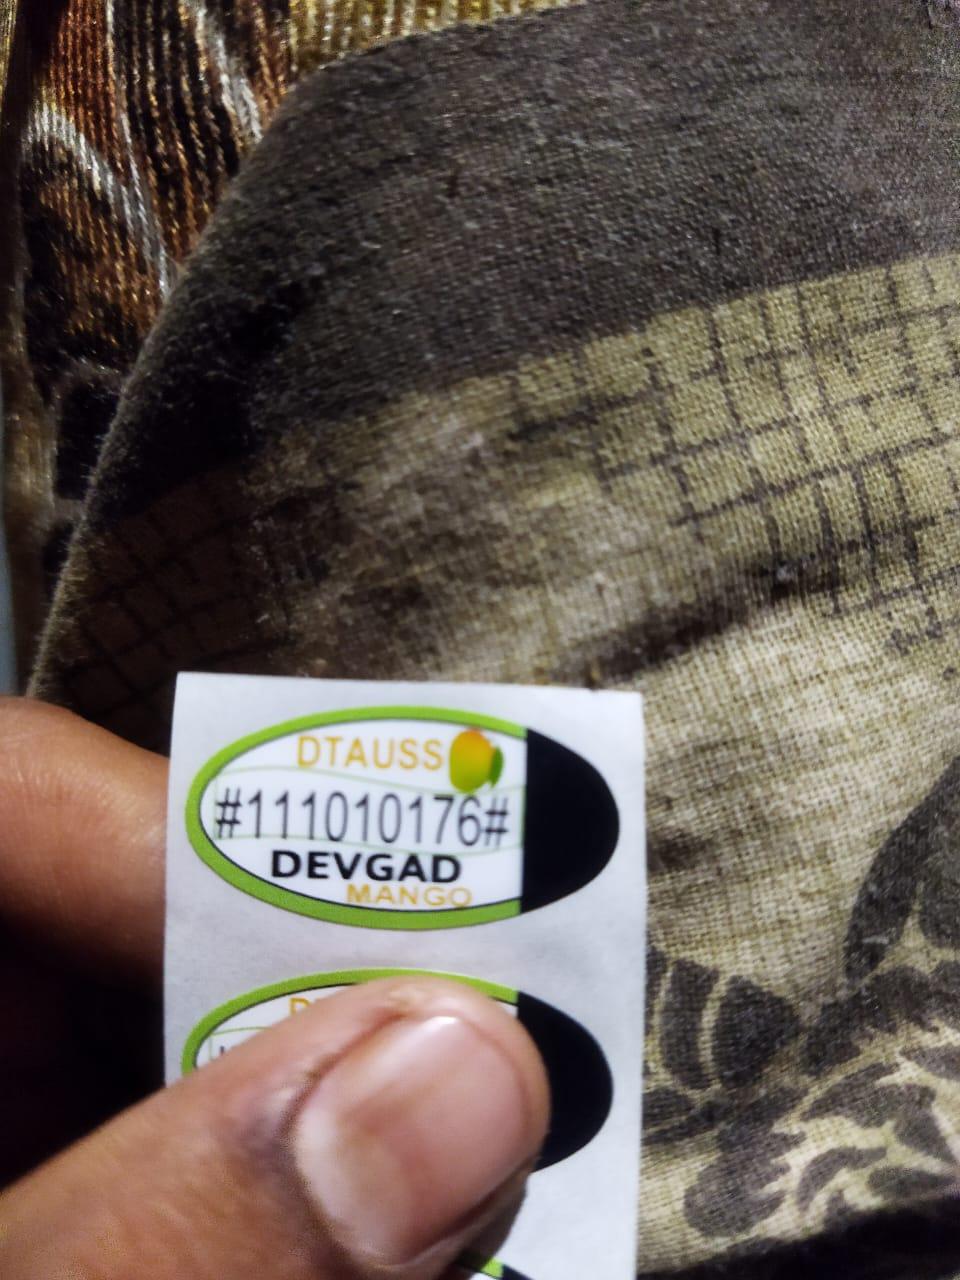 DTAUSS
#111010176#
DEVGAD
MANGO